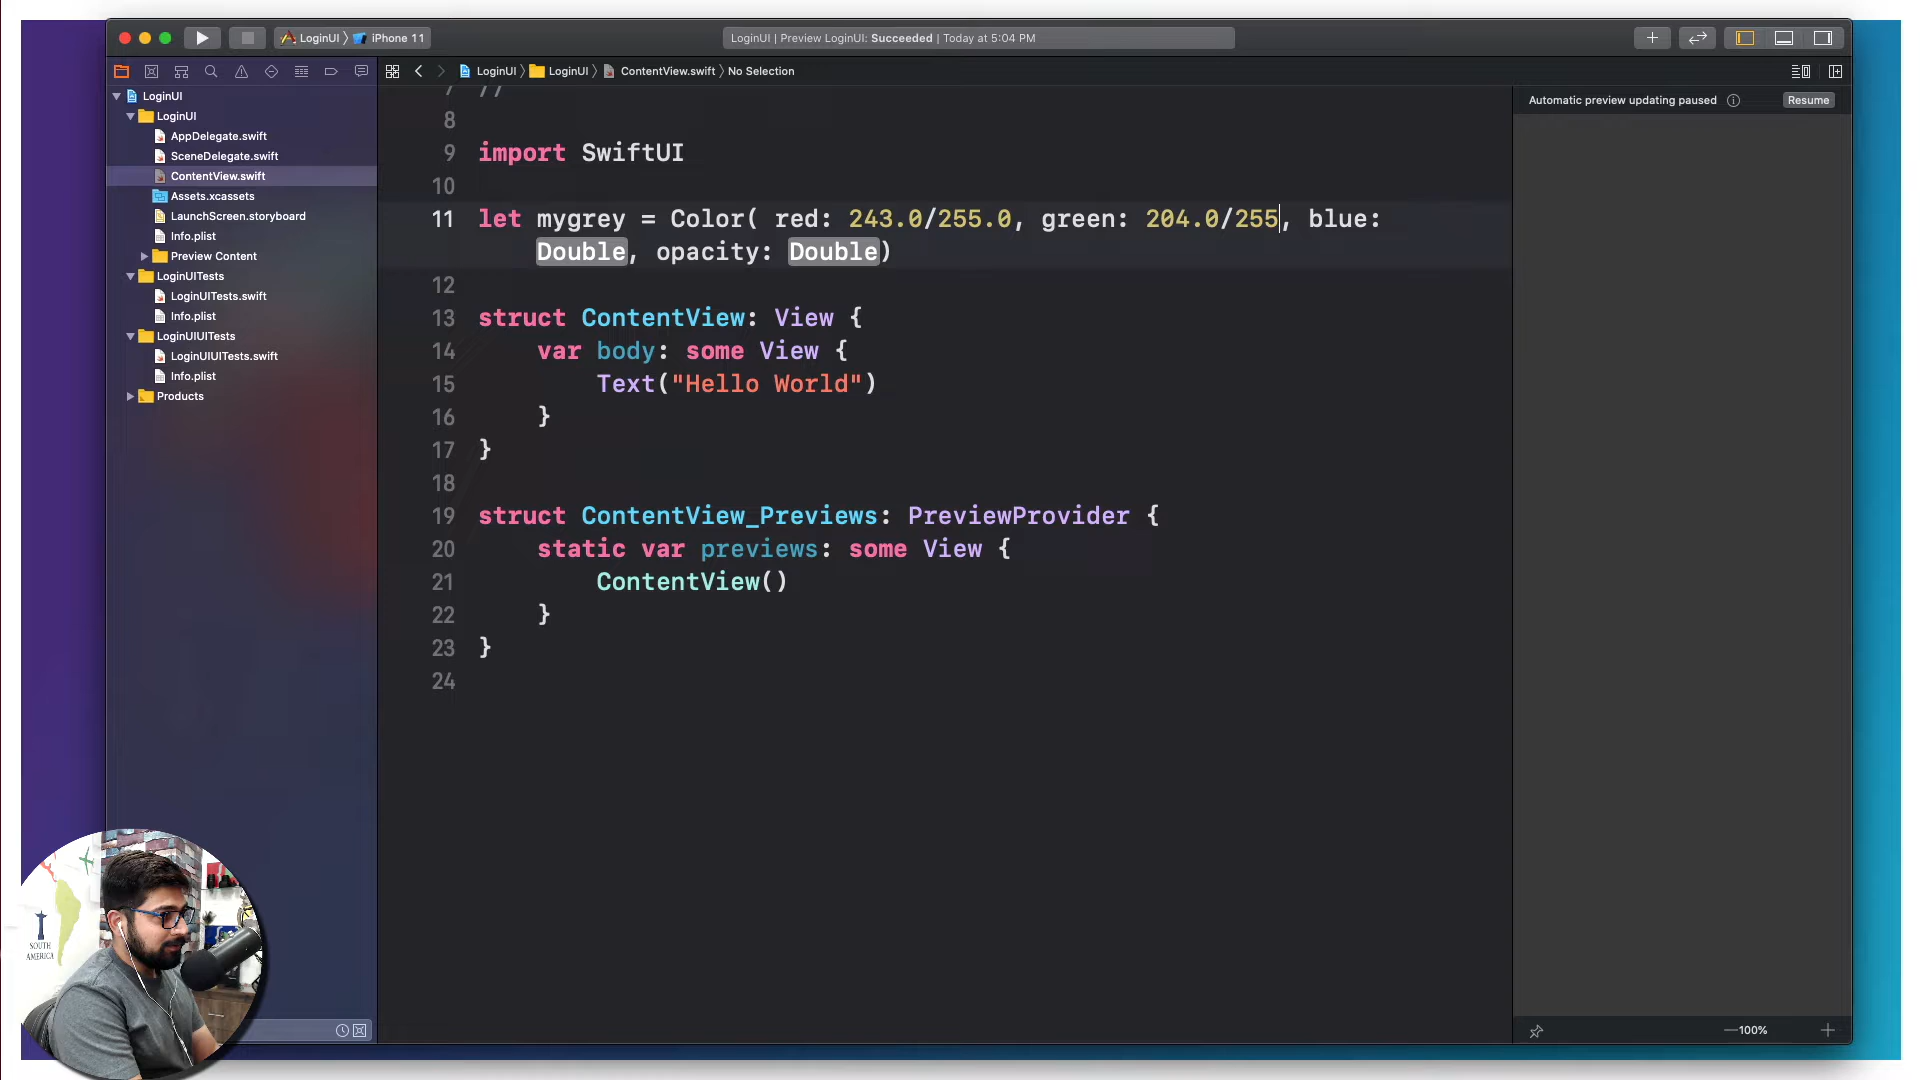 LoginUI
iPhone 11
LoginUI | Preview LoginUI: Succeeded | Today at 5:04 PM
LoginUI
LoginUI
ContentView.swift
No Selection
Automatic preview updating paused
Resume
LoginUI
LoginUI
AppDelegate.swift
SceneDelegate.swift
ContentView.swift
Assets.xcassets
LaunchScreen.storyboard
Info.plist
Preview Content
LoginUITests
LoginUITests.swift
Info.plist
LoginUIUITests
LoginUIUITests.swift
Info.plist
Products
7 //
8
9 import SwiftUI
10
11 let mygrey = Color( red: 243.0/255.0, green: 204.0/255, blue:
Double, opacity: Double)
12
13 struct ContentView: View {
14 var body: some View {
15 Text("Hello World")
16 }
17 }
18
19 struct ContentView_Previews: PreviewProvider {
20 static var previews: some View {
21 ContentView()
22 }
23 }
24
SOUTH
AMERICA
100%